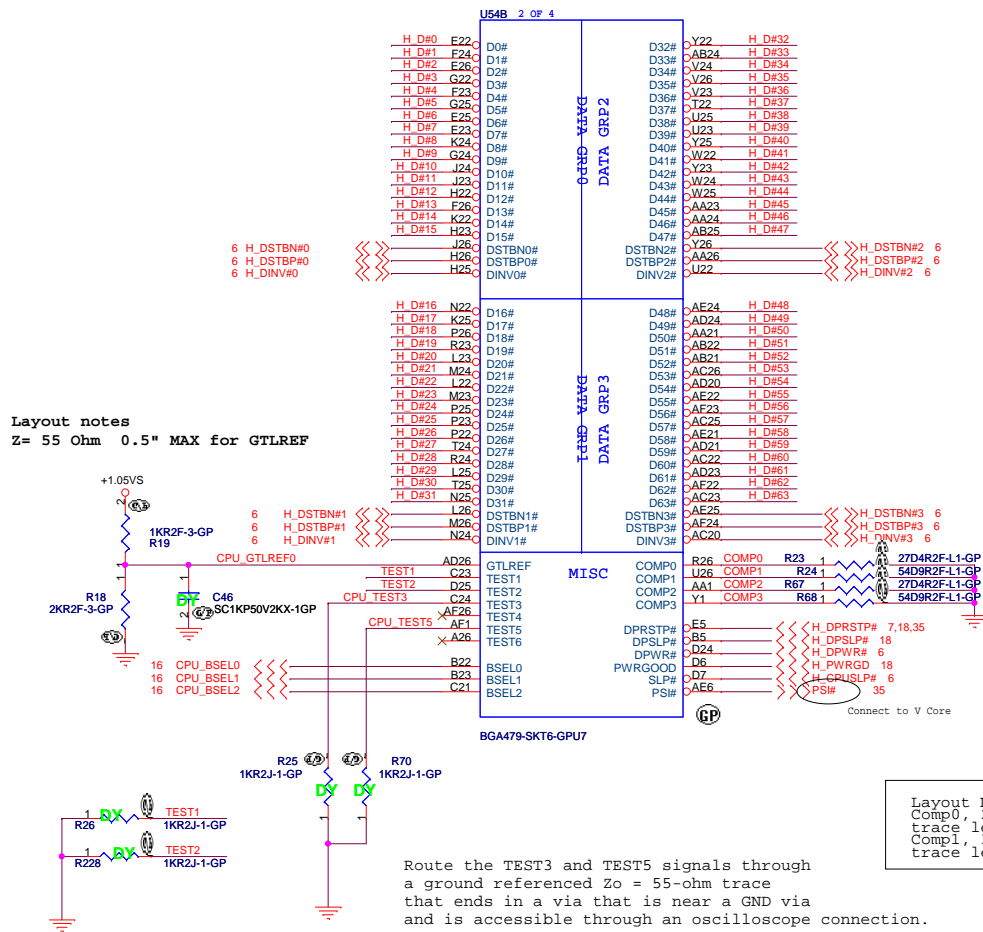 U54B 2 OF 4
H_D#0 E22 D0# D32# Y22 H_D#32
H_D#1 F24 D1# D33# AB24 H_D#33
H_D#2 E26 D2# D34# V24 H_D#34
H_D#3 G22 D3# D35# V26 H_D#35
H_D#4 F23 D4# D36# V23 H_D#36
H_D#5 G25 D5# D37# T22 H_D#37
H_D#6 E25 D6# D38# U25 H_D#38
H_D#7 E23 D7# D39# U23 H_D#39
H_D#8 K24 D8# D40# Y25 H_D#40
H_D#9 G24 D9# D41# W22 H_D#41
H_D#10 J24 D10# D42# Y23 H_D#42
H_D#11 J23 D11# D43# W24 H_D#43
H_D#12 H22 D12# D44# W25 H_D#44
H_D#13 F26 D13# D45# AA23 H_D#45
H_D#14 K22 D14# D46# AA24 H_D#46
H_D#15 H23 D15# D47# AB25 H_D#47
6 H_DSTBN#0 J26 DSTBN0# DSTBN2# Y26 H_DSTBN#2 6
6 H_DSTBP#0 H26 DSTBP0# DSTBP2# AA26 H_DSTBP#2 6
6 H_DINV#0 H25 DINV0# DINV2# U22 H_DINV#2 6
DATA GRP0
DATA GRP2
H_D#16 N22 D16# D48# AE24 H_D#48
H_D#17 K25 D17# D49# AD24 H_D#49
H_D#18 P26 D18# D50# AA21 H_D#50
H_D#19 R23 D19# D51# AB22 H_D#51
H_D#20 L23 D20# D52# AB21 H_D#52
H_D#21 M24 D21# D53# AC26 H_D#53
H_D#22 L22 D22# D54# AD20 H_D#54
H_D#23 M23 D23# D55# AE22 H_D#55
H_D#24 P25 D24# D56# AF23 H_D#56
H_D#25 P23 D25# D57# AC25 H_D#57
H_D#26 P22 D26# D58# AE21 H_D#58
H_D#27 T24 D27# D59# AD21 H_D#59
H_D#28 R24 D28# D60# AC22 H_D#60
H_D#29 L25 D29# D61# AD23 H_D#61
H_D#30 T25 D30# D62# AF22 H_D#62
H_D#31 N25 D31# D63# AC23 H_D#63
6 H_DSTBN#1 L26 DSTBN1# DSTBN3# AE25 H_DSTBN#3 6
6 H_DSTBP#1 M26 DSTBP1# DSTBP3# AF24 H_DSTBP#3 6
6 H_DINV#1 N24 DINV1# DINV3# AC20 H_DINV#3 6
DATA GRP1
DATA GRP3
Layout notes
Z= 55 Ohm 0.5" MAX for GTLREF
+1.05VS
2
1KR2F-3-GP
R19
1
CPU_GTLREF0 AD26 GTLREF
MISC
TEST1 C23 TEST1
TEST2 D25 TEST2
CPU_TEST3 C24 TEST3
AF26 TEST4
CPU_TEST5 AF1 TEST5
A26 TEST6
COMP0 R26 COMP0 R23 1 27D4R2F-L1-GP
COMP1 U26 COMP1 R24 1 54D9R2F-L1-GP
COMP2 AA1 COMP2 R67 1 27D4R2F-L1-GP
COMP3 Y1 COMP3 R68 1 54D9R2F-L1-GP
R18
2KR2F-3-GP
1
DY C46
SC1KP50V2KX-1GP
2
DPRSTP# E5 H_DPRSTP# 7,18,35
DPSLP# B5 H_DPSLP# 18
DPWR# D24 H_DPWR# 6
PWRGOOD D6 H_PWRGD 18
SLP# D7 H_CPUSLP# 6
PSI# AE6 PSI# 35
Connect to V Core
16 CPU_BSEL0 B22 BSEL0
16 CPU_BSEL1 B23 BSEL1
16 CPU_BSEL2 C21 BSEL2
GP
BGA479-SKT6-GPU7
R25
1KR2J-1-GP
DY
1
R70
1KR2J-1-GP
DY
1
1 DY TEST1
R26 1KR2J-1-GP
1 DY TEST2
R228 1KR2J-1-GP
Layout
Comp0,
trace
Comp1,
trace
Route the TEST3 and TEST5 signals through
a ground referenced Zo = 55-ohm trace
that ends in a via that is near a GND via
and is accessible through an oscilloscope connection.